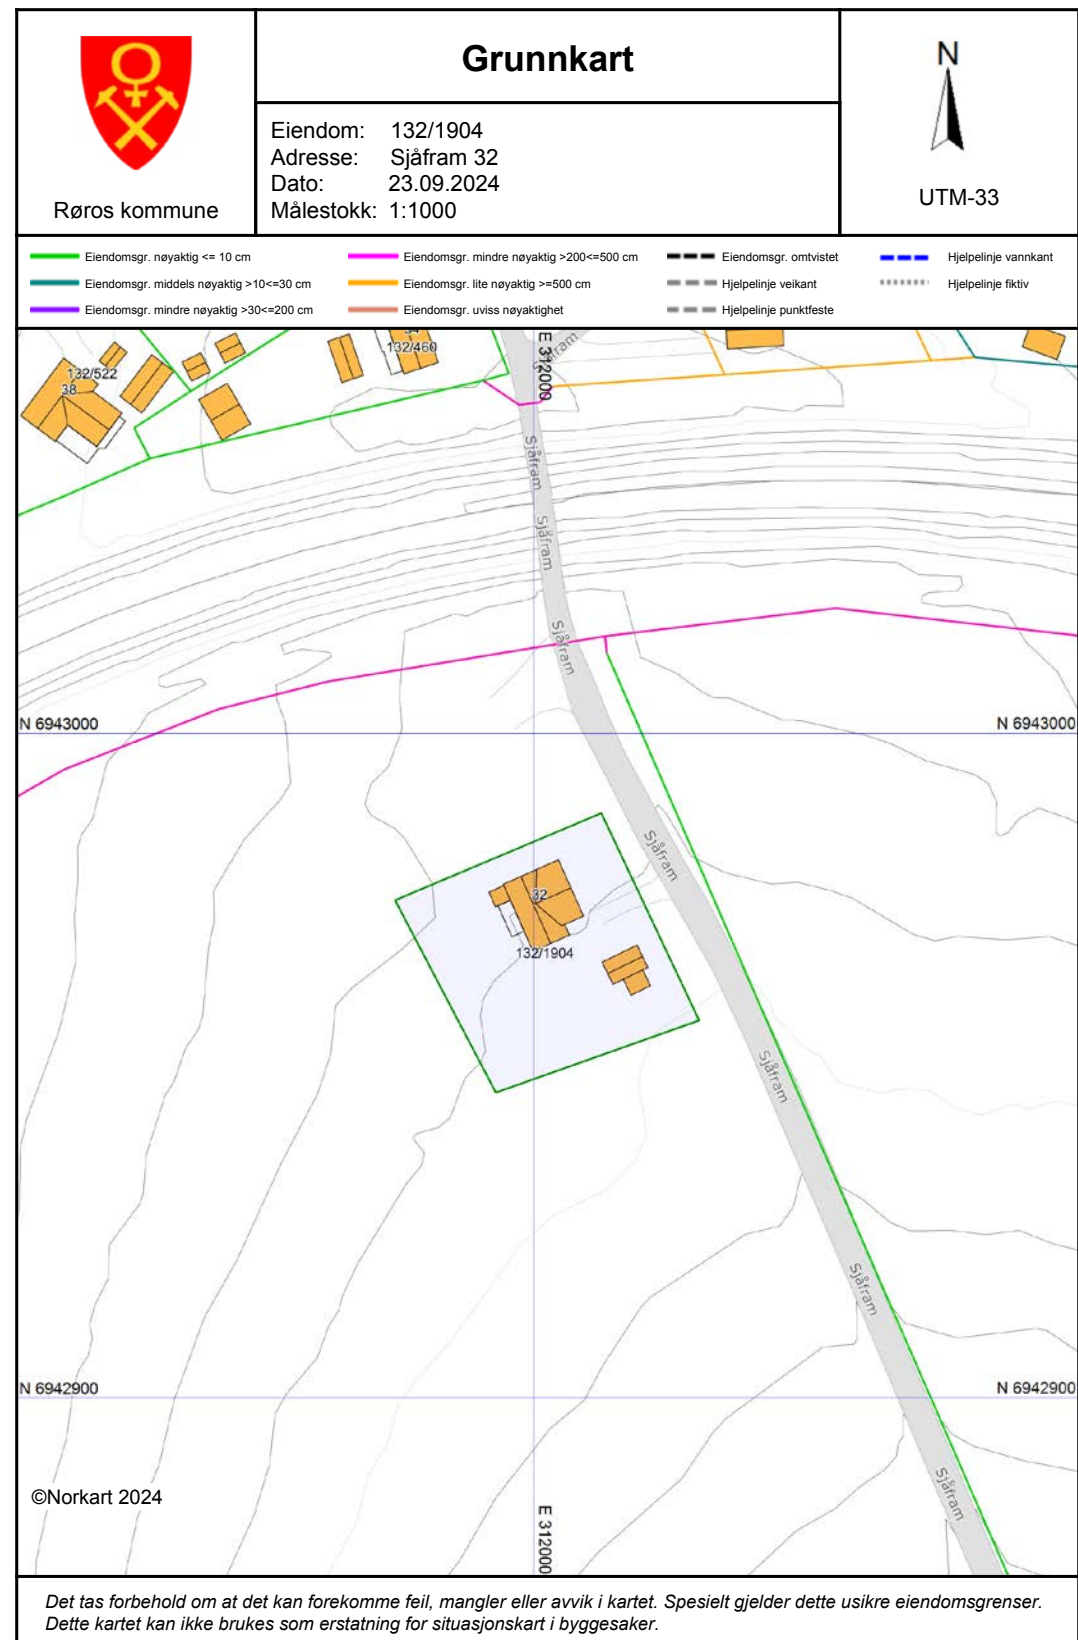 Røros kommune
Grunnkart
Eiendom: 132/1904
Adresse: Sjåfram 32
Dato: 23.09.2024
Målestokk: 1:1000
N
UTM-33
Eiendomsgr. nøyaktig <= 10 cm
Eiendomsgr. middels nøyaktig >10<=30 cm
Eiendomsgr. mindre nøyaktig >30<=200 cm
Eiendomsgr. mindre nøyaktig >200<=500 cm
Eiendomsgr. lite nøyaktig >=500 cm
Eiendomsgr. uviss nøyaktighet
Eiendomsgr. omtvistet
Hjelpelinje veikant
Hjelpelinje punktfeste
Hjelpelinje vannkant
Hjelpelinje fiktiv
132/522
38
132/460
E 312000
Sjåfram
Sjåfram
Sjåfram
N 6943000
N 6943000
Sjåfram
32
132/1904
Sjåfram
Sjåfram
N 6942900
N 6942900
Sjåfram
©Norkart 2024
E 312000
Det tas forbehold om at det kan forekomme feil, mangler eller avvik i kartet. Spesielt gjelder dette usikre eiendomsgrenser.
Dette kartet kan ikke brukes som erstatning for situasjonskart i byggesaker.